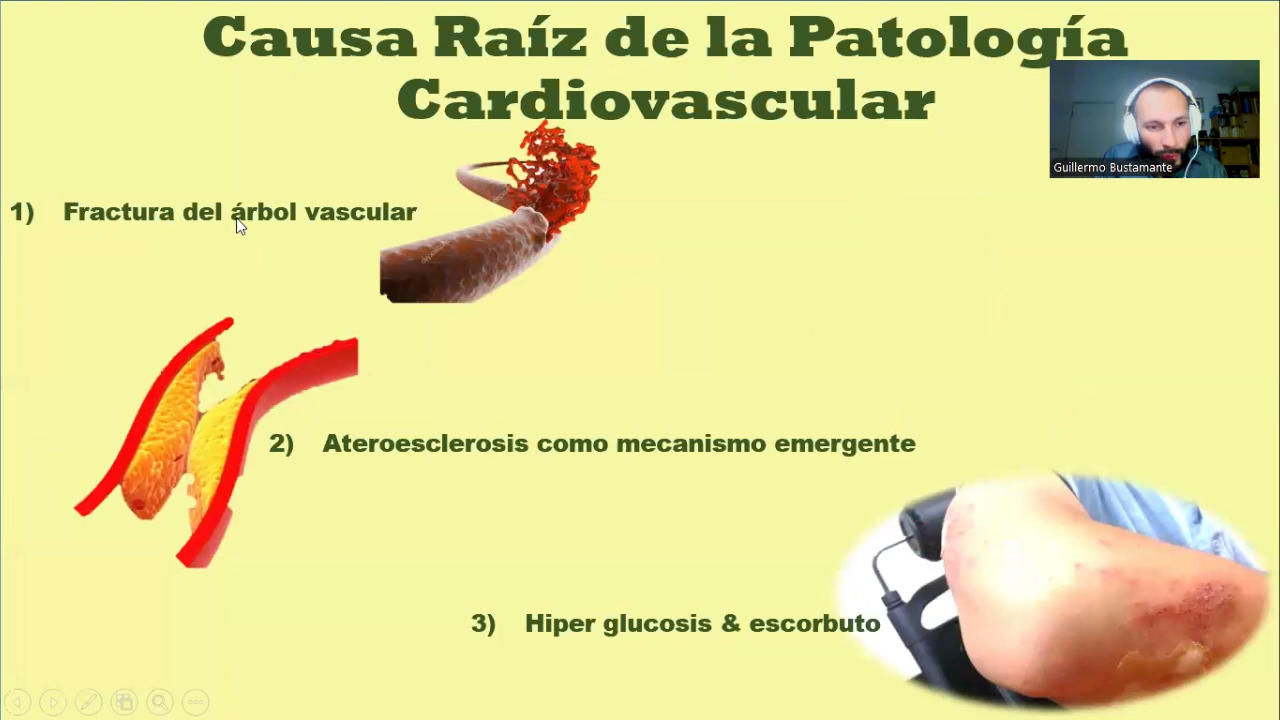 Causa Raíz de la Patología
Cardiovascular
Guillermo Bustamante
1) Fractura del árbol vascular
2) Ateroesclerosis como mecanismo emergente
3) Hiper glucosis & escorbuto